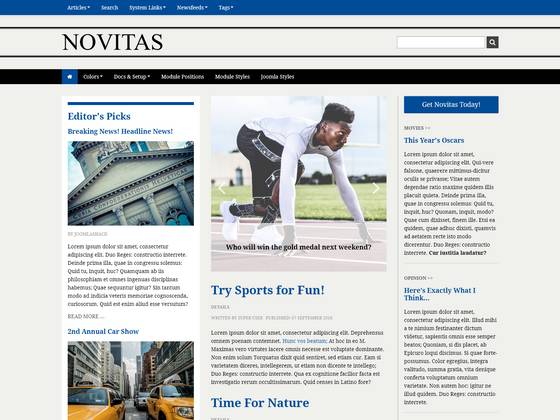 Articles Search System Links Newsfeeds Tags
NOVITAS
Colors Docs & Setup Module Positions Module Styles Joomla Styles
Editor's Picks
Breaking News! Headline News!
BY JOOMLASHACK
Lorem ipsum dolor sit amet,
consectetur adipiscing elit. Duo
Reges: constructio interrete.
Deinde prima illa, quae in
congressu solemus: Quid tu,
inquit, huc? Quamquam ab iis
philosophiam et omnes ingenuas disciplinas
habemus; Quae sequuntur igitur? Sin tantum
modo ad indicia veteris memoriae cognoscenda,
curiosorum. Quid est enim aliud esse versutum?
READ MORE ...
2nd Annual Car Show
Who will win the gold medal next weekend?
Try Sports for Fun!
DETAILS
WRITTEN BY SUPER USER PUBLISHED: 07 SEPTEMBER 2016
Lorem ipsum dolor sit amet, consectetur adipiscing elit. Deprehensus
omnem poenam contemnet. Hunc vos beatum; At hoc in eo M.
Maximas vero virtutes iacere omnis necesse est voluptate dominante.
Non enim solum Torquatus dixit quid sentiret, sed etiam cur. Eam si
varietatem diceres, intellegerem, ut etiam non dicente te intellego;
Duo Reges: constructio interrete. Qua ex cognitione facilior facta est
investigatio rerum occultissimarum. Quid censes in Latino fore?
Time For Nature
DETAILS
Get Novitas Today!
MOVIES >>
This Year's Oscars
Lorem ipsum dolor sit amet,
consectetur adipiscing elit. Qui-vere
falsone, quaerere mittimus-dicitur
oculis se privasse; Vitae autem
degendae ratio maxime quidem illis
placuit quieta. Deinde prima illa,
quae in congressu solemus: Quid tu,
inquit, huc? Quonam, inquit, modo?
Quae cum dixisset, finem ille. Etsi ea
quidem, quae adhuc dixisti, quamvis
ad aetatem recte isto modo
dicerentur. Duo Reges: constructio
interrete. Cur iustitia laudatur?
OPINION >>
Here's Exactly What I
Think...
Lorem ipsum dolor sit amet,
consectetur adipiscing elit. Illud mihi
a te nimium festinanter dictum
videtur, sapientis omnis esse semper
beatos; Quoniam, si dis placet, ab
Epicuro loqui discimus. Si quae forte-
possumus. Color egregius, integra
valitudo, summa gratia, vita denique
conferta voluptatum omnium
varietate. Non autem hoc: igitur ne
illud quidem. Duo Reges:
constructio interrete.